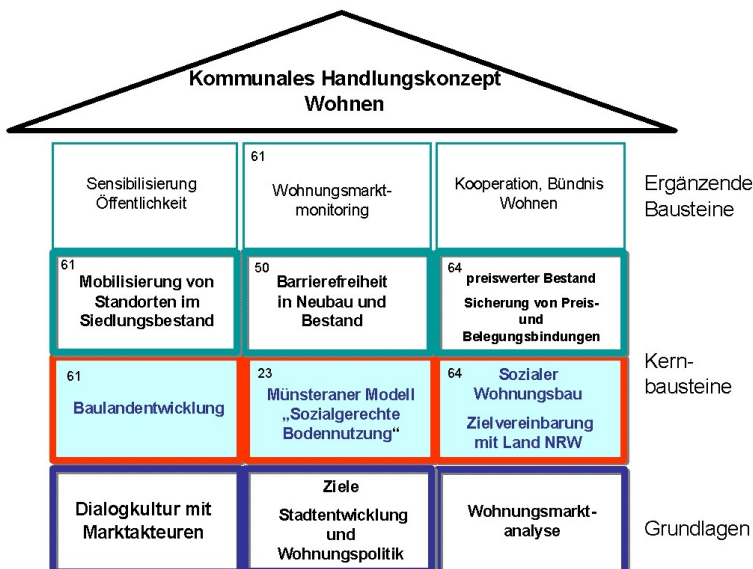 Kommunales Handlungskonzept
Wohnen
Sensibilisierung
Öffentlichkeit
61
Wohnungsmarkt-
monitoring
Kooperation, Bündnis
Wohnen
Ergänzende
Bausteine
61
Mobilisierung von
Standorten im
Siedlungsbestand
50
Barrierefreiheit
in Neubau und
Bestand
64
preiswerter Bestand
Sicherung von Preis-
und
Belegungsbindungen
Kern-
bausteine
61
Baulandentwicklung
23
Münsteraner Modell
„Sozialgerechte
Bodennutzung“
64
Sozialer
Wohnungsbau
Zielvereinbarung
mit Land NRW
Dialogkultur mit
Marktakteuren
Ziele
Stadtentwicklung
und
Wohnungspolitik
Wohnungsmarkt-
analyse
Grundlagen